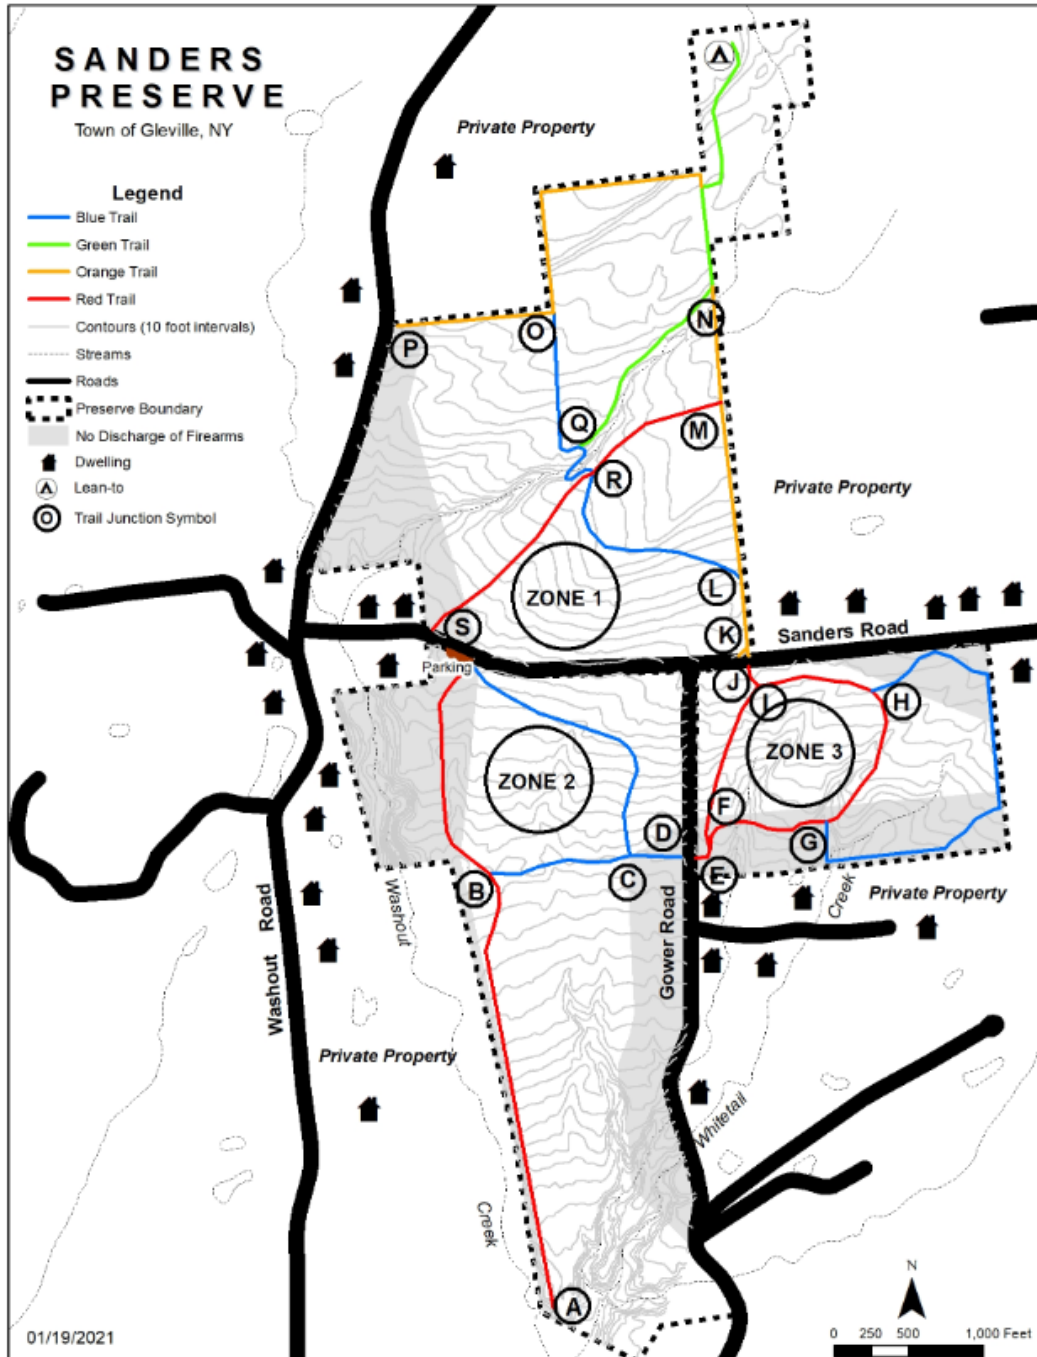 SANDERS
PRESERVE
Town of Gleville, NY
Legend
Blue Trail
Green Trail
Orange Trail
Red Trail
Contours (10 foot intervals)
Streams
Roads
Preserve Boundary
No Discharge of Firearms
Dwelling
Lean-to
O Trail Junction Symbol
Private Property
P
O
N
Q
M
R
Private Property
L
ZONE 1
S
K
Sanders Road
Parking
J
I
H
ZONE 3
ZONE 2
F
D
G
E
C
B
Private Property
Creek
Washout
Gower Road
Washout Road
Private Property
Whitetail
Creek
A
N
01/19/2021
0 250 500 1,000 Feet